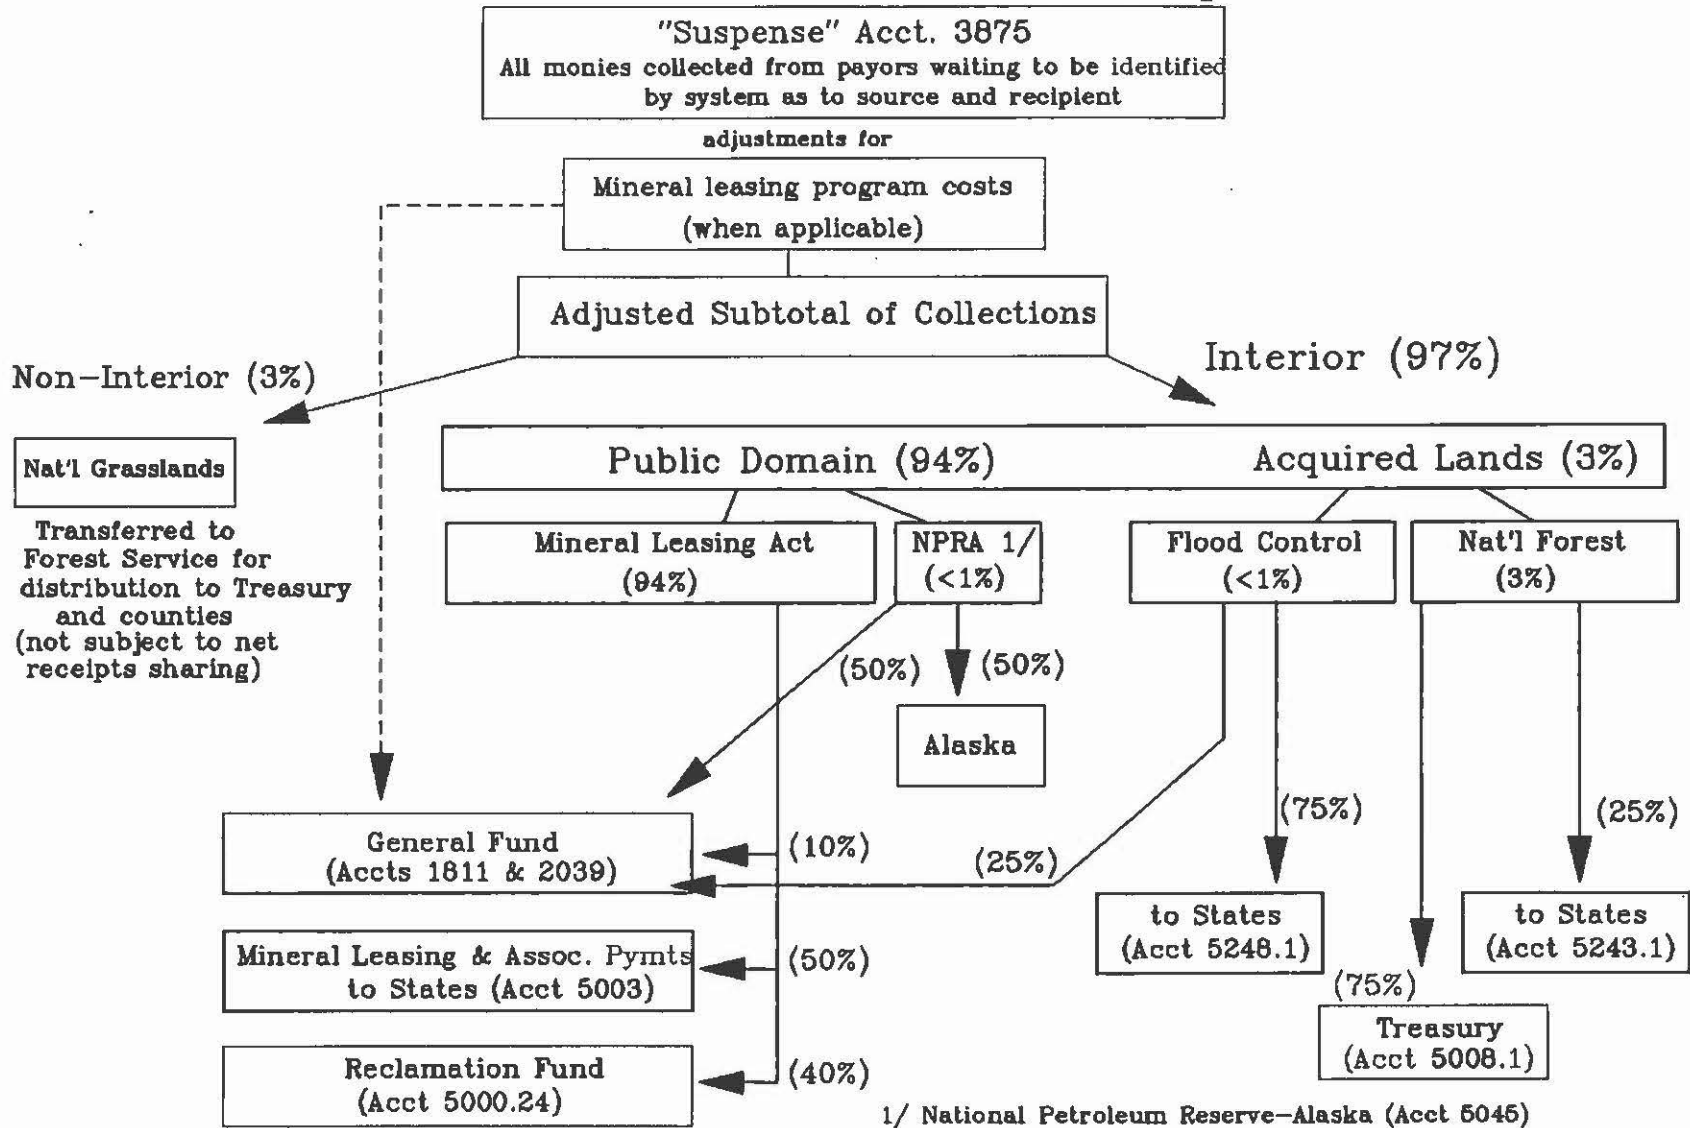 "Suspense" Acct. 3875
All monies collected from payors waiting to be identified
by system as to source and recipient
adjustments for
Mineral leasing program costs
(when applicable)
Adjusted Subtotal of Collections
Non-Interior (3%)
Interior (97%)
Nat'l Grasslands
Transferred to
Forest Service for
distribution to Treasury
and counties
(not subject to net
receipts sharing)
Public Domain (94%)
Acquired Lands (3%)
Mineral Leasing Act
(94%)
NPRA 1/
(<1%)
Flood Control
(<1%)
Nat'l Forest
(3%)
(50%)
(50%)
Alaska
(75%)
(25%)
General Fund
(Accts 1811 & 2039)
(10%)
(25%)
to States
(Acct 5248.1)
to States
(Acct 5243.1)
Mineral Leasing & Assoc. Pymts
to States (Acct 5003)
(50%)
(75%)
Treasury
(Acct 5008.1)
Reclamation Fund
(Acct 5000.24)
(40%)
1/ National Petroleum Reserve-Alaska (Acct 5045)